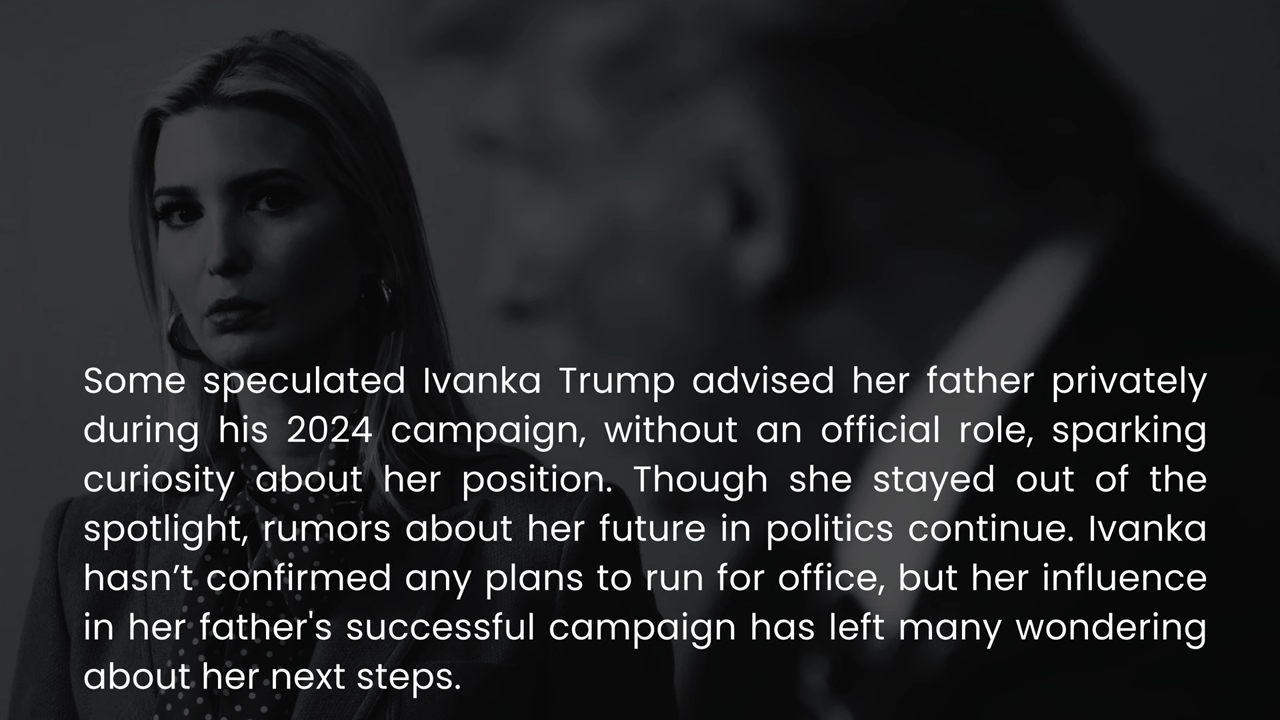 Some speculated Ivanka Trump advised her father privately
during his 2024 campaign, without an official role, sparking
curiosity about her position. Though she stayed out of the
spotlight, rumors about her future in politics continue. Ivanka
hasn’t confirmed any plans to run for office, but her influence
in her father's successful campaign has left many wondering
about her next steps.